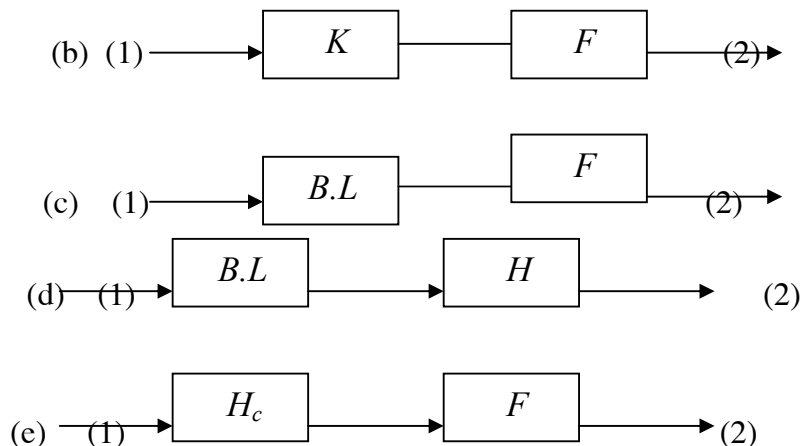 (b) (1) K F (2)
(c) (1) B.L F (2)
(d) (1) B.L H (2)
(e) (1) H_c F (2)